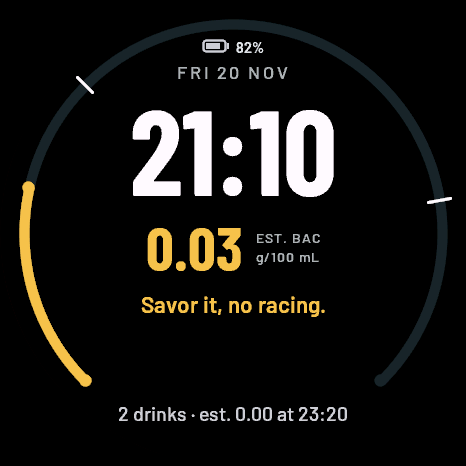 82%
FRI 20 NOV
21:10
0.03 EST. BAC
g/100 mL
Savor it, no racing.
2 drinks · est. 0.00 at 23:20